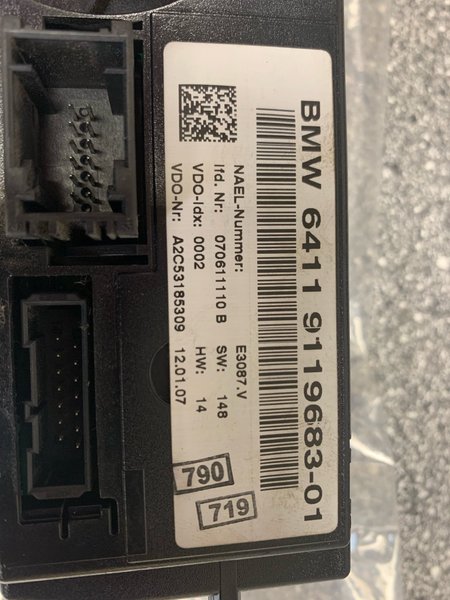 BMW 6411 9119683-01
NAEL-Nummer: E3087.V
lfd. Nr: 070611110 B SW: 148
VDO-Idx: 0002 HW: 14
VDO-Nr: A2C53185309 12.01.07
790
719